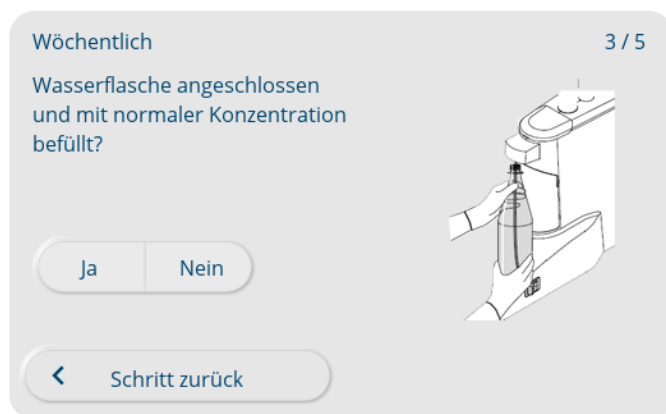 Wöchentlich 3 / 5
Wasserflasche angeschlossen
und mit normaler Konzentration
befüllt?
Ja Nein
Schritt zurück